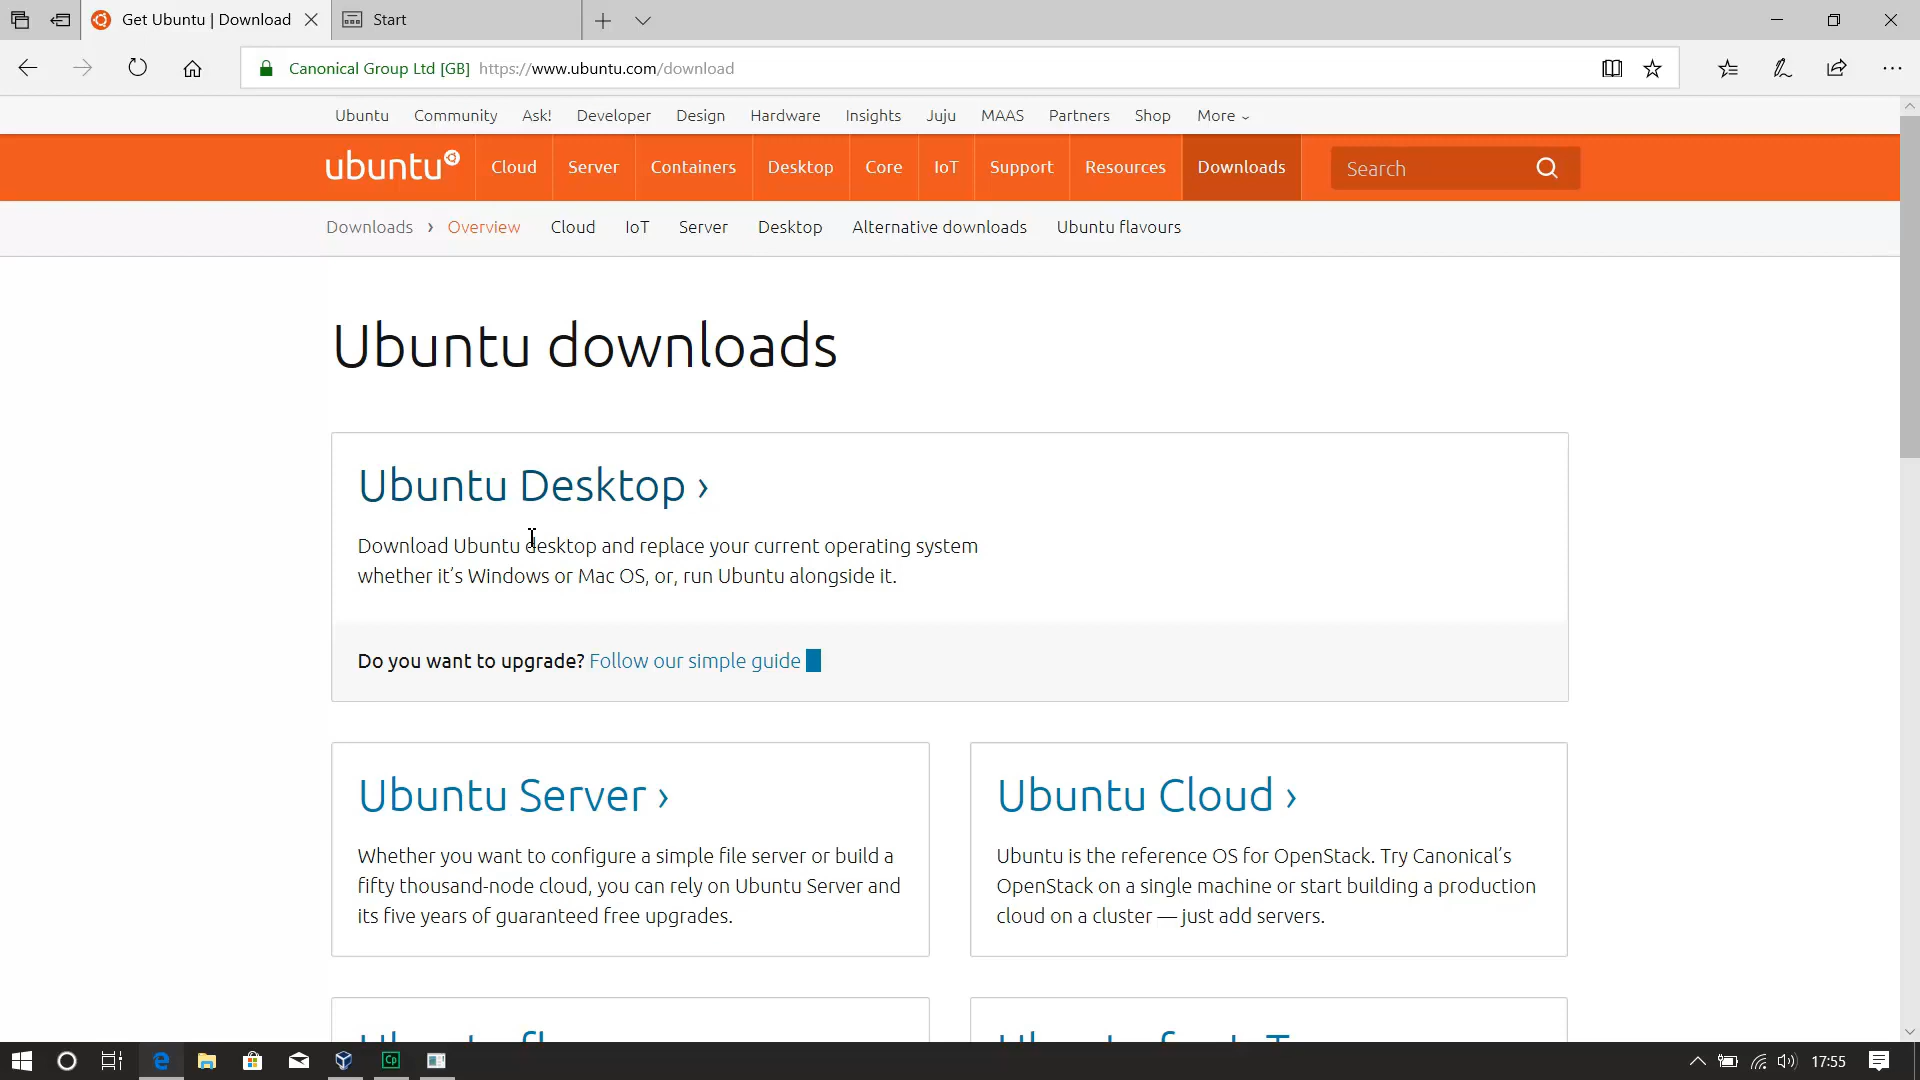 Get Ubuntu | Download
Start
Canonical Group Ltd [GB] https://www.ubuntu.com/download
Ubuntu Community Ask! Developer Design Hardware Insights Juju MAAS Partners Shop More
ubuntu Cloud Server Containers Desktop Core IoT Support Resources Downloads Search
Downloads › Overview Cloud IoT Server Desktop Alternative downloads Ubuntu flavours
Ubuntu downloads
Ubuntu Desktop ›
Download Ubuntu desktop and replace your current operating system
whether it’s Windows or Mac OS, or, run Ubuntu alongside it.
Do you want to upgrade? Follow our simple guide
Ubuntu Server ›
Whether you want to configure a simple file server or build a
fifty thousand-node cloud, you can rely on Ubuntu Server and
its five years of guaranteed free upgrades.
Ubuntu Cloud ›
Ubuntu is the reference OS for OpenStack. Try Canonical’s
OpenStack on a single machine or start building a production
cloud on a cluster — just add servers.
Cp
17:55